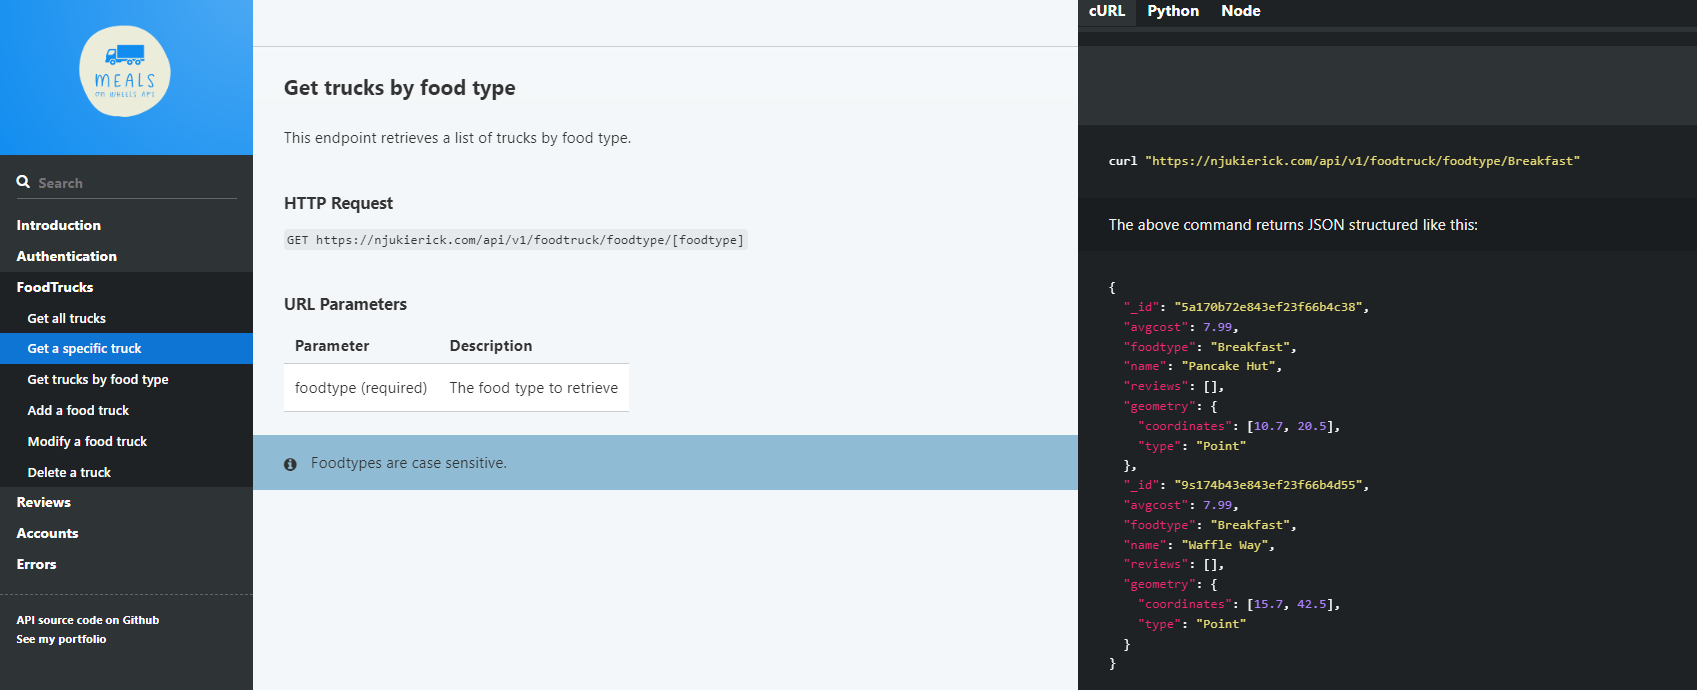 MEALS
ON WHEELS API
Search
Introduction
Authentication
FoodTrucks
Get all trucks
Get a specific truck
Get trucks by food type
Add a food truck
Modify a food truck
Delete a truck
Reviews
Accounts
Errors
API source code on Github
See my portfolio
Get trucks by food type
This endpoint retrieves a list of trucks by food type.
HTTP Request
GET https://njukierick.com/api/v1/foodtruck/foodtype/[foodtype]
URL Parameters
Parameter Description
foodtype (required) The food type to retrieve
Foodtypes are case sensitive.
cURL Python Node
curl "https://njukierick.com/api/v1/foodtruck/foodtype/Breakfast"
The above command returns JSON structured like this:
{
"_id": "5a170b72e843ef23f66b4c38",
"avgcost": 7.99,
"foodtype": "Breakfast",
"name": "Pancake Hut",
"reviews": [],
"geometry": {
"coordinates": [10.7, 20.5],
"type": "Point"
},
"_id": "9s174b43e843ef23f66b4d55",
"avgcost": 7.99,
"foodtype": "Breakfast",
"name": "Waffle Way",
"reviews": [],
"geometry": {
"coordinates": [15.7, 42.5],
"type": "Point"
}
}